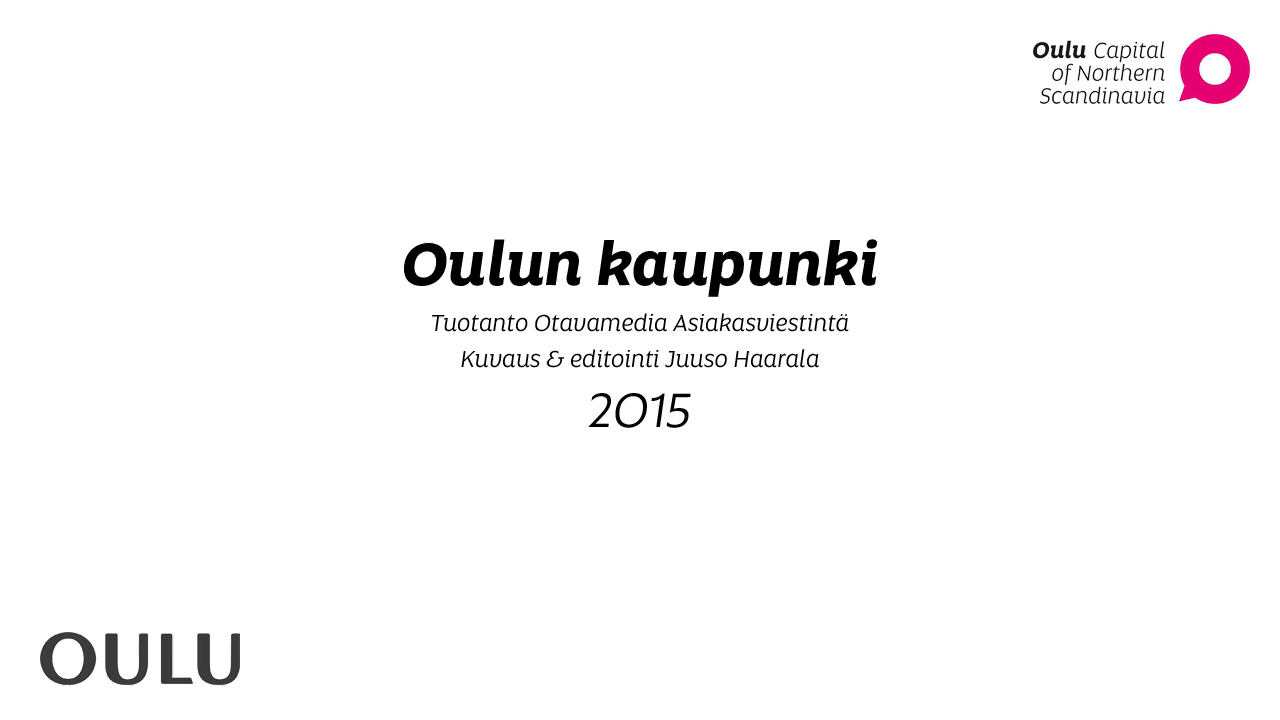 Oulu Capital
of Northern
Scandinavia
Oulun kaupunki
Tuotanto Otavamedia Asiakasviestintä
Kuvaus & editointi Juuso Haarala
2015
OULU